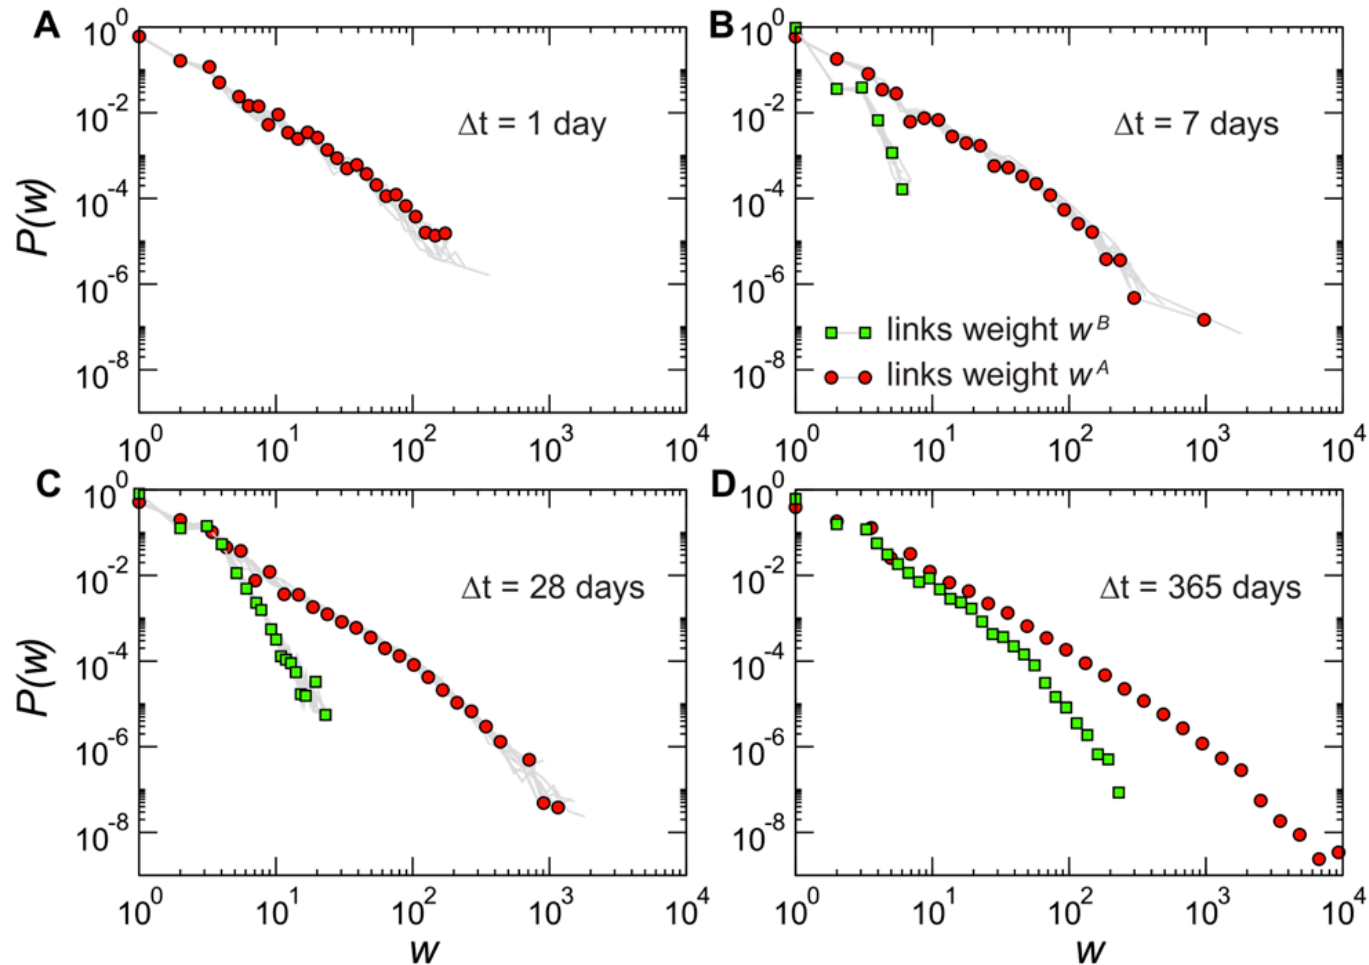 A
B
10^0
10^-2
10^-4
10^-6
10^-8
P(w)
Δt = 1 day
10^0 10^1 10^2 10^3 10^4
10^0
10^-2
10^-4
10^-6
10^-8
Δt = 7 days
links weight w^B
links weight w^A
10^0 10^1 10^2 10^3 10^4
C
D
10^0
10^-2
10^-4
10^-6
10^-8
P(w)
Δt = 28 days
10^0 10^1 10^2 10^3 10^4
w
10^0
10^-2
10^-4
10^-6
10^-8
Δt = 365 days
10^0 10^1 10^2 10^3 10^4
w